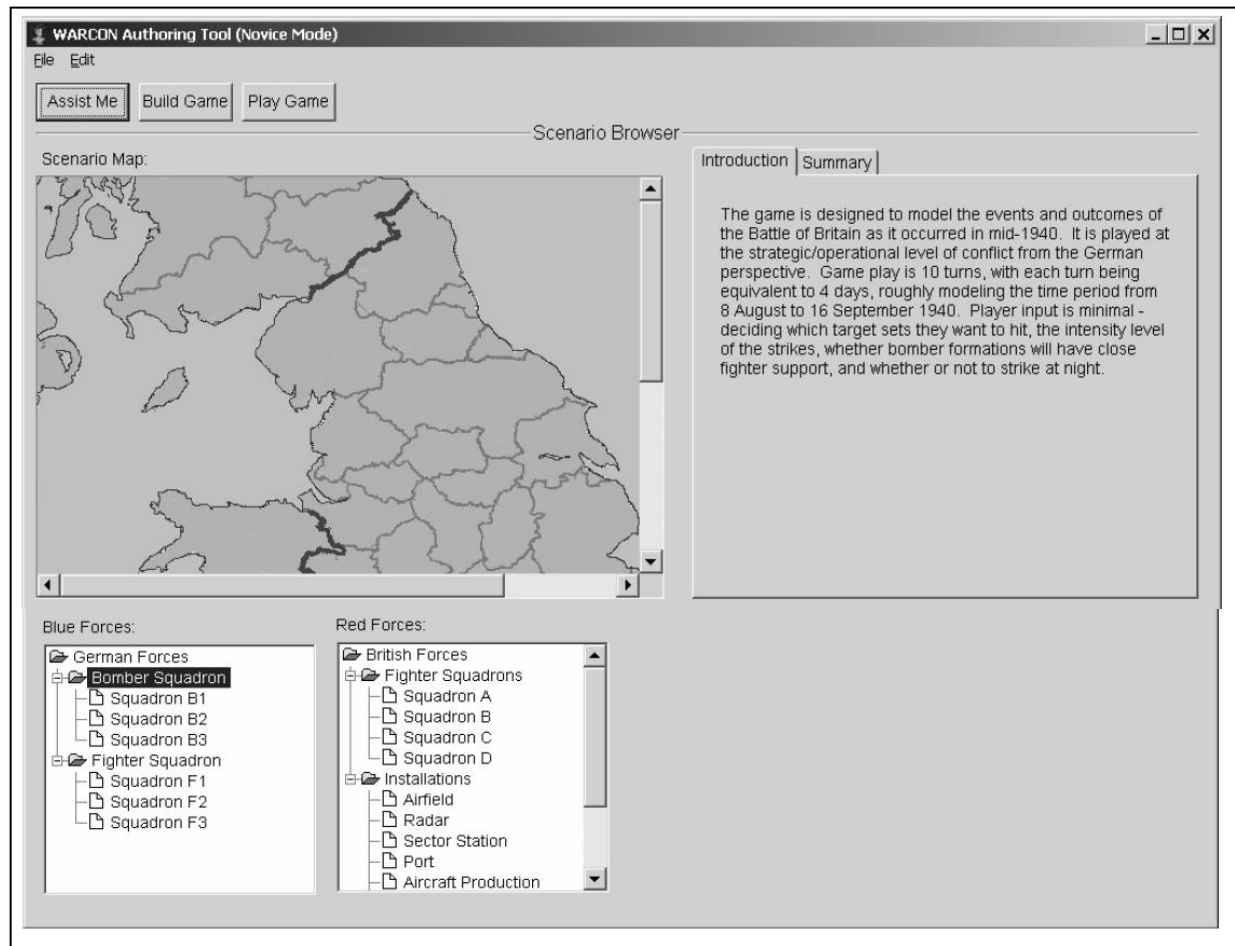 WARCON Authoring Tool (Novice Mode)
File Edit
Assist Me Build Game Play Game
Scenario Browser
Scenario Map:
Introduction Summary
The game is designed to model the events and outcomes of
the Battle of Britain as it occurred in mid-1940. It is played at
the strategic/operational level of conflict from the German
perspective. Game play is 10 turns, with each turn being
equivalent to 4 days, roughly modeling the time period from
8 August to 16 September 1940. Player input is minimal -
deciding which target sets they want to hit, the intensity level
of the strikes, whether bomber formations will have close
fighter support, and whether or not to strike at night.
Blue Forces:
German Forces
Bomber Squadron
Squadron B1
Squadron B2
Squadron B3
Fighter Squadron
Squadron F1
Squadron F2
Squadron F3
Red Forces:
British Forces
Fighter Squadrons
Squadron A
Squadron B
Squadron C
Squadron D
Installations
Airfield
Radar
Sector Station
Port
Aircraft Production